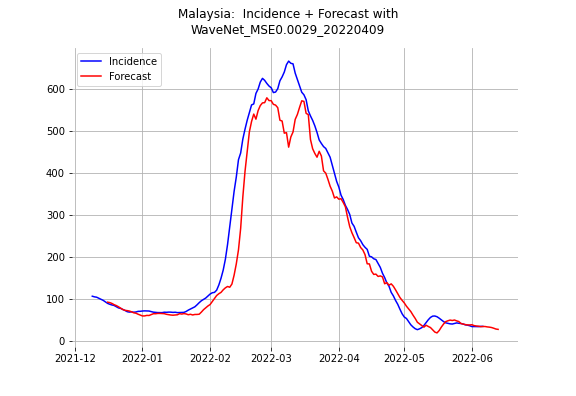 Malaysia:  Incidence + Forecast with
WaveNet_MSE0.0029_20220409
Incidence
Forecast
600
500
400
300
200
100
0
2021-12 2022-01 2022-02 2022-03 2022-04 2022-05 2022-06